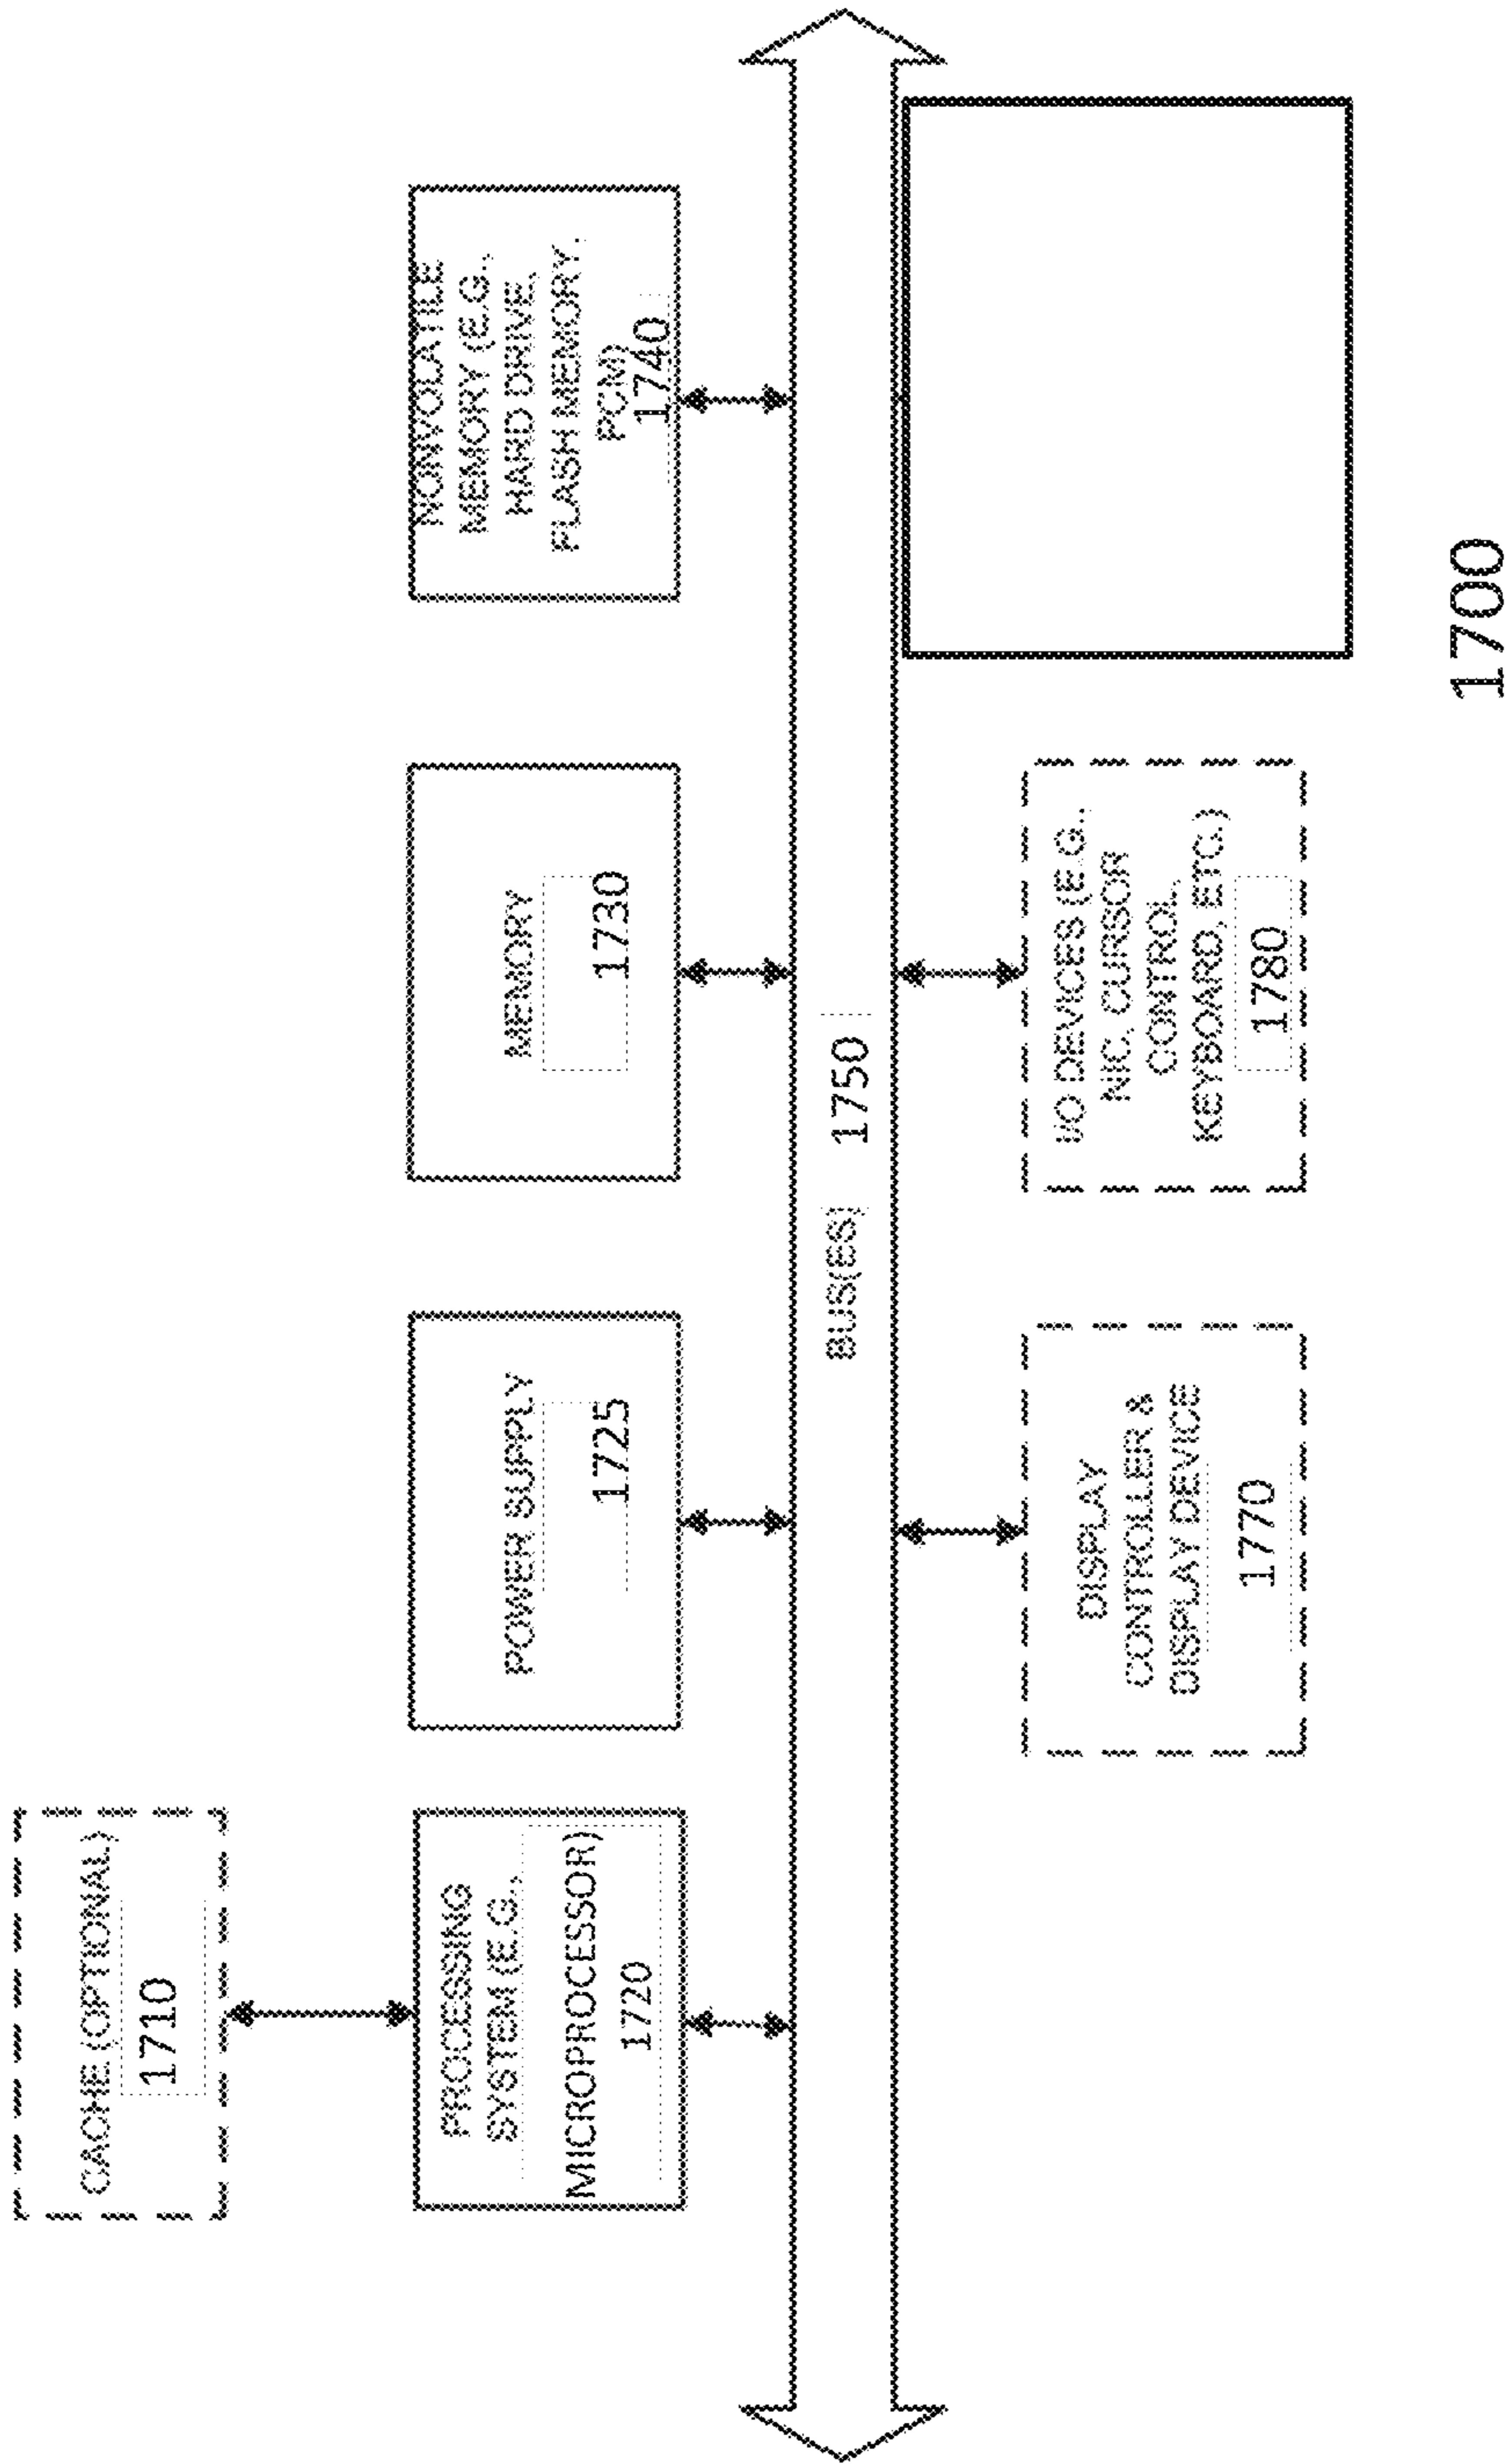 CACHE (OPTIONAL)
1710
PROCESSING
SYSTEM (E.G.,
MICROPROCESSOR)
1720
POWER SUPPLY
1725
MEMORY
1730
NONVOLATILE
MEMORY (E.G.,
HARD DRIVE,
FLASH MEMORY,
PCM)
1740
BUS(ES) 1750
DISPLAY
CONTROLLER &
DISPLAY DEVICE
1770
I/O DEVICES (E.G.,
NIC, CURSOR
CONTROL,
KEYBOARD, ETC.)
1780
1700